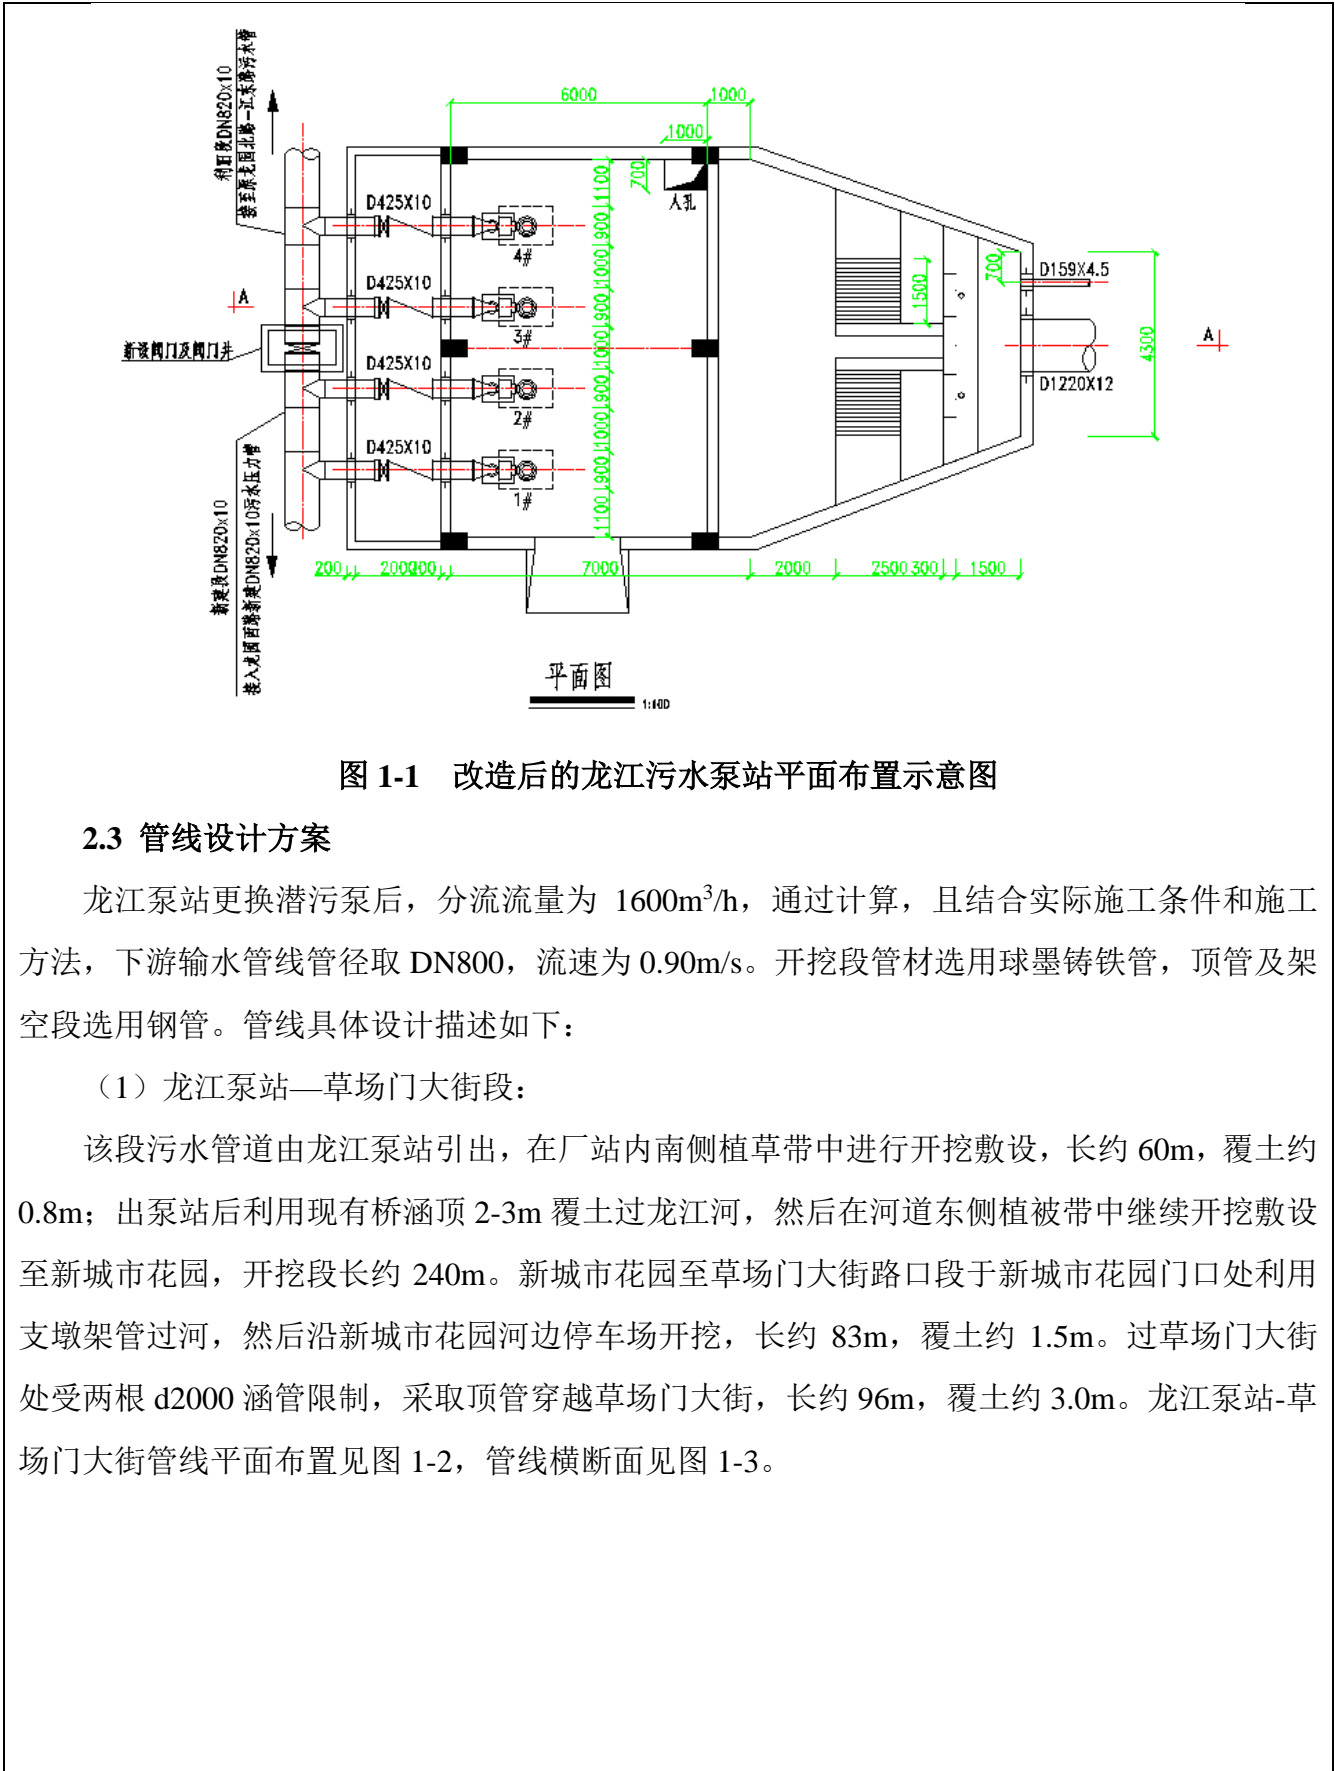 利旧段DN820x10
接至原龙园北路-江东路污水管
6000
1000
1000
700
人孔
1100
900
1000
900
1000
900
1000
900
1100
D425X10
4#
D425X10
3#
D425X10
2#
D425X10
1#
A
新设阀门及阀门井
1500
700
D159X4.5
4300
A
D1220X12
新建段DN820x10
接入龙园西路新建DN820x10污水压力管
200
2000
200
7000
2000
2500
300
1500
平面图
1:100
图 1-1 改造后的龙江污水泵站平面布置示意图
2.3 管线设计方案
龙江泵站更换潜污泵后，分流流量为 1600m³/h，通过计算，且结合实际施工条件和施工
方法，下游输水管线管径取 DN800，流速为 0.90m/s。开挖段管材选用球墨铸铁管，顶管及架
空段选用钢管。管线具体设计描述如下：
（1）龙江泵站—草场门大街段：
该段污水管道由龙江泵站引出，在厂站内南侧植草带中进行开挖敷设，长约 60m，覆土约
0.8m；出泵站后利用现有桥涵顶 2-3m 覆土过龙江河，然后在河道东侧植被带中继续开挖敷设
至新城市花园，开挖段长约 240m。新城市花园至草场门大街路口段于新城市花园门口处利用
支墩架管过河，然后沿新城市花园河边停车场开挖，长约 83m，覆土约 1.5m。过草场门大街
处受两根 d2000 涵管限制，采取顶管穿越草场门大街，长约 96m，覆土约 3.0m。龙江泵站-草
场门大街管线平面布置见图 1-2，管线横断面见图 1-3。